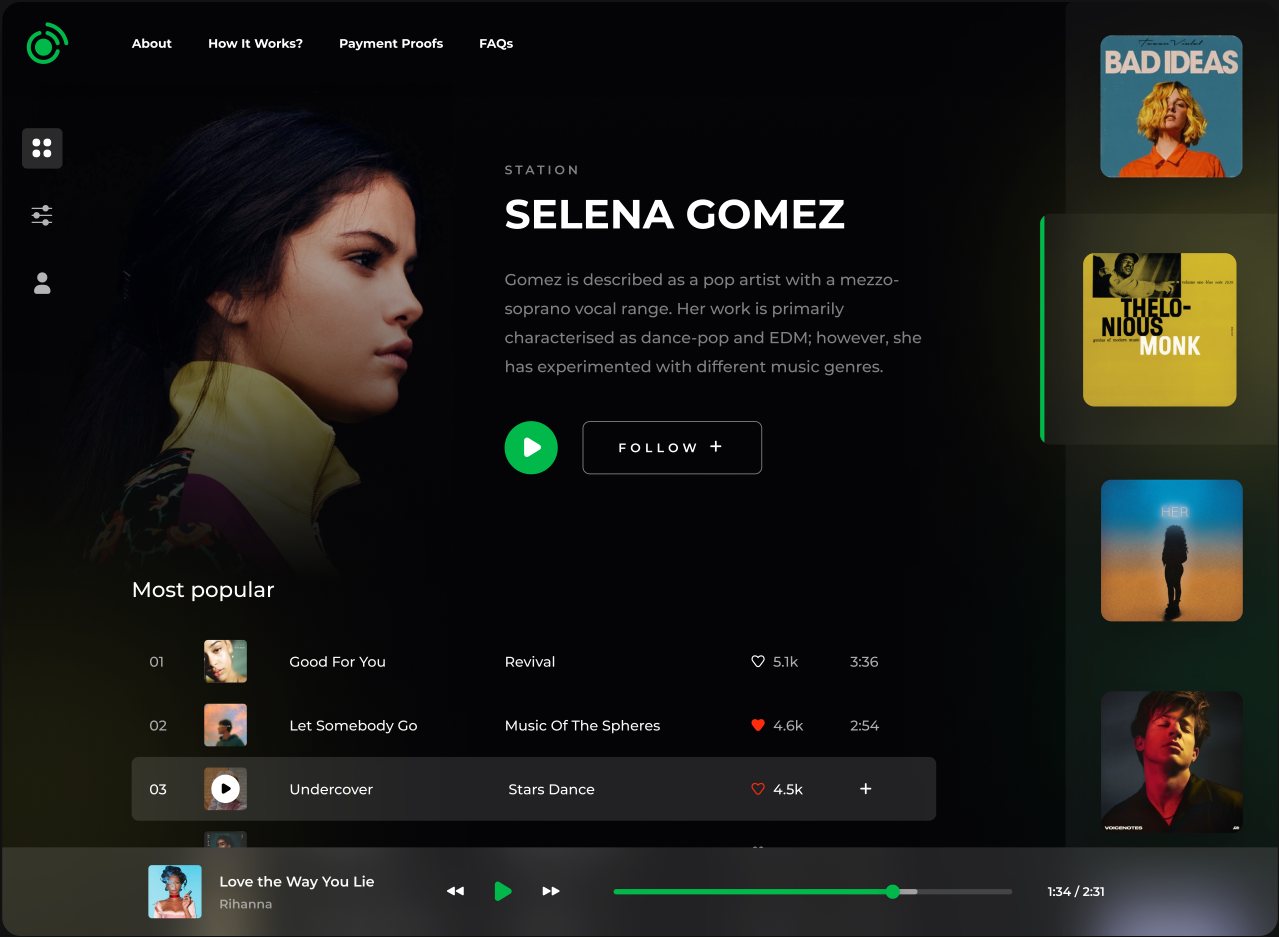 About How It Works? Payment Proofs FAQs
STATION
SELENA GOMEZ
Gomez is described as a pop artist with a mezzo-
soprano vocal range. Her work is primarily
characterised as dance-pop and EDM; however, she
has experimented with different music genres.
FOLLOW +
Most popular
01 Good For You Revival 5.1k 3:36
02 Let Somebody Go Music Of The Spheres 4.6k 2:54
03 Undercover Stars Dance 4.5k +
Love the Way You Lie
Rihanna
1:34 / 2:31
BAD IDEAS
THELO-
NIOUS
MONK
HER
VOICENOTES